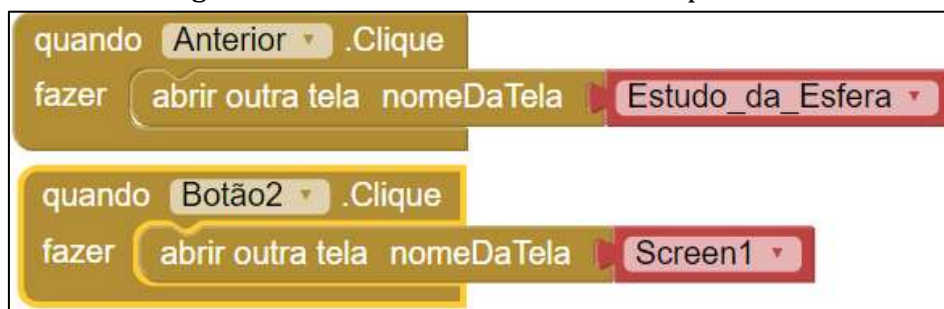 quando Anterior .Clique
fazer abrir outra tela nomeDaTela Estudo_da_Esfera
quando Botão2 .Clique
fazer abrir outra tela nomeDaTela Screen1